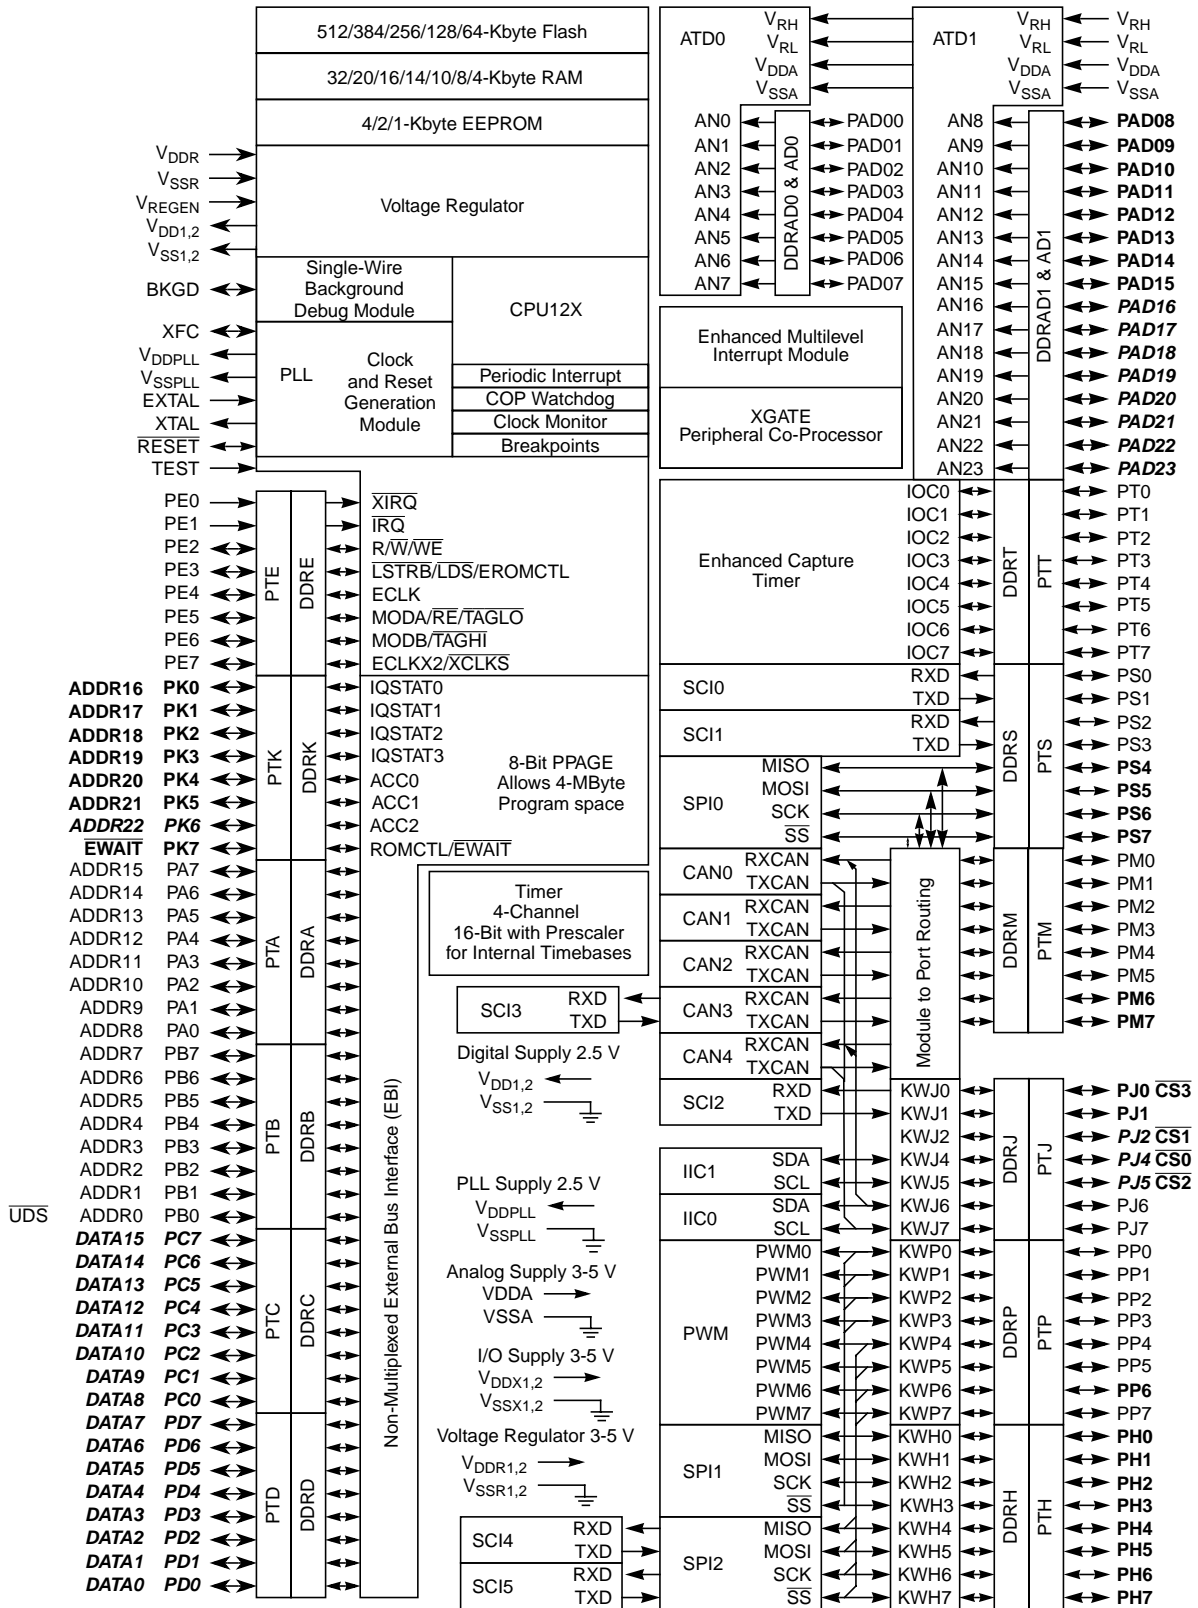 512/384/256/128/64-Kbyte Flash
32/20/16/14/10/8/4-Kbyte RAM
4/2/1-Kbyte EEPROM
VDDR
VSSR
VREGEN
VDD1,2
VSS1,2
Voltage Regulator
BKGD
Single-Wire
Background
Debug Module
CPU12X
XFC
VDDPLL
VSSPLL
EXTAL
XTAL
RESET
TEST
PLL
Clock
and Reset
Generation
Module
Periodic Interrupt
COP Watchdog
Clock Monitor
Breakpoints
PE0
PE1
PE2
PE3
PE4
PE5
PE6
PE7
PTE
DDRE
XIRQ
IRQ
R/W/WE
LSTRB/LDS/EROMCTL
ECLK
MODA/RE/TAGLO
MODB/TAGHI
ECLKX2/XCLKS
ADDR16 PK0
ADDR17 PK1
ADDR18 PK2
ADDR19 PK3
ADDR20 PK4
ADDR21 PK5
ADDR22 PK6
EWAIT PK7
PTK
DDRK
IQSTAT0
IQSTAT1
IQSTAT2
IQSTAT3
ACC0
ACC1
ACC2
ROMCTL/EWAIT
8-Bit PPAGE
Allows 4-MByte
Program space
ADDR15 PA7
ADDR14 PA6
ADDR13 PA5
ADDR12 PA4
ADDR11 PA3
ADDR10 PA2
ADDR9 PA1
ADDR8 PA0
PTA
DDRA
ADDR7 PB7
ADDR6 PB6
ADDR5 PB5
ADDR4 PB4
ADDR3 PB3
ADDR2 PB2
ADDR1 PB1
UDS ADDR0 PB0
PTB
DDRB
DATA15 PC7
DATA14 PC6
DATA13 PC5
DATA12 PC4
DATA11 PC3
DATA10 PC2
DATA9 PC1
DATA8 PC0
PTC
DDRC
DATA7 PD7
DATA6 PD6
DATA5 PD5
DATA4 PD4
DATA3 PD3
DATA2 PD2
DATA1 PD1
DATA0 PD0
PTD
DDRD
Non-Multiplexed External Bus Interface (EBI)
Timer
4-Channel
16-Bit with Prescaler
for Internal Timebases
SCI3
RXD
TXD
Digital Supply 2.5 V
VDD1,2
VSS1,2
PLL Supply 2.5 V
VDDPLL
VSSPLL
Analog Supply 3-5 V
VDDA
VSSA
I/O Supply 3-5 V
VDDX1,2
VSSX1,2
Voltage Regulator 3-5 V
VDDR1,2
VSSR1,2
SCI4
RXD
TXD
SCI5
RXD
TXD
ATD0
VRH
VRL
VDDA
VSSA
ATD1
VRH
VRL
VDDA
VSSA
VRH
VRL
VDDA
VSSA
AN0
AN1
AN2
AN3
AN4
AN5
AN6
AN7
DDRAD0 & AD0
PAD00
PAD01
PAD02
PAD03
PAD04
PAD05
PAD06
PAD07
AN8
AN9
AN10
AN11
AN12
AN13
AN14
AN15
AN16
AN17
AN18
AN19
AN20
AN21
AN22
AN23
DDRAD1 & AD1
PAD08
PAD09
PAD10
PAD11
PAD12
PAD13
PAD14
PAD15
PAD16
PAD17
PAD18
PAD19
PAD20
PAD21
PAD22
PAD23
Enhanced Multilevel
Interrupt Module
XGATE
Peripheral Co-Processor
Enhanced Capture
Timer
IOC0
IOC1
IOC2
IOC3
IOC4
IOC5
IOC6
IOC7
DDRT
PTT
PT0
PT1
PT2
PT3
PT4
PT5
PT6
PT7
SCI0
RXD
TXD
SCI1
RXD
TXD
SPI0
MISO
MOSI
SCK
SS
DDRS
PTS
PS0
PS1
PS2
PS3
PS4
PS5
PS6
PS7
CAN0
RXCAN
TXCAN
CAN1
RXCAN
TXCAN
CAN2
RXCAN
TXCAN
CAN3
RXCAN
TXCAN
CAN4
RXCAN
TXCAN
Module to Port Routing
DDRM
PTM
PM0
PM1
PM2
PM3
PM4
PM5
PM6
PM7
SCI2
RXD
TXD
IIC1
SDA
SCL
IIC0
SDA
SCL
KWJ0
KWJ1
KWJ2
KWJ4
KWJ5
KWJ6
KWJ7
DDRJ
PTJ
PJ0 CS3
PJ1
PJ2 CS1
PJ4 CS0
PJ5 CS2
PJ6
PJ7
PWM
PWM0
PWM1
PWM2
PWM3
PWM4
PWM5
PWM6
PWM7
KWP0
KWP1
KWP2
KWP3
KWP4
KWP5
KWP6
KWP7
DDRP
PTP
PP0
PP1
PP2
PP3
PP4
PP5
PP6
PP7
SPI1
MISO
MOSI
SCK
SS
SPI2
MISO
MOSI
SCK
SS
KWH0
KWH1
KWH2
KWH3
KWH4
KWH5
KWH6
KWH7
DDRH
PTH
PH0
PH1
PH2
PH3
PH4
PH5
PH6
PH7